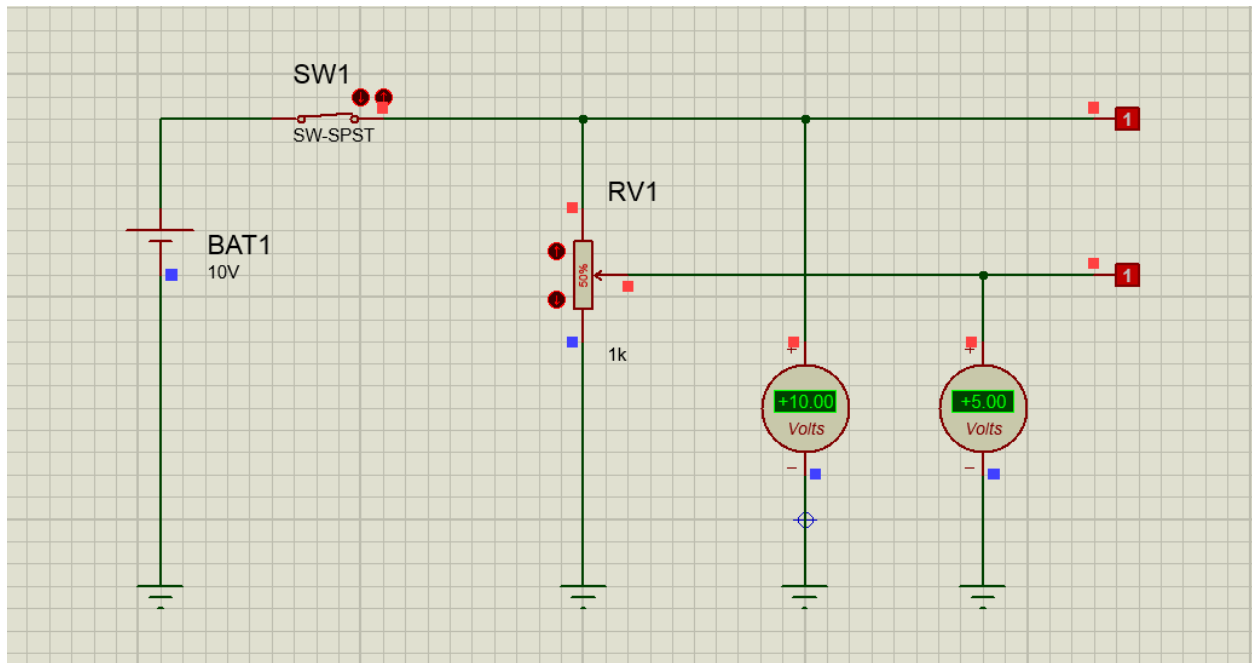 SW1
SW-SPST
1
RV1
BAT1
10V
50%
1
1k
+
+
+10.00
+5.00
Volts
Volts
−
−